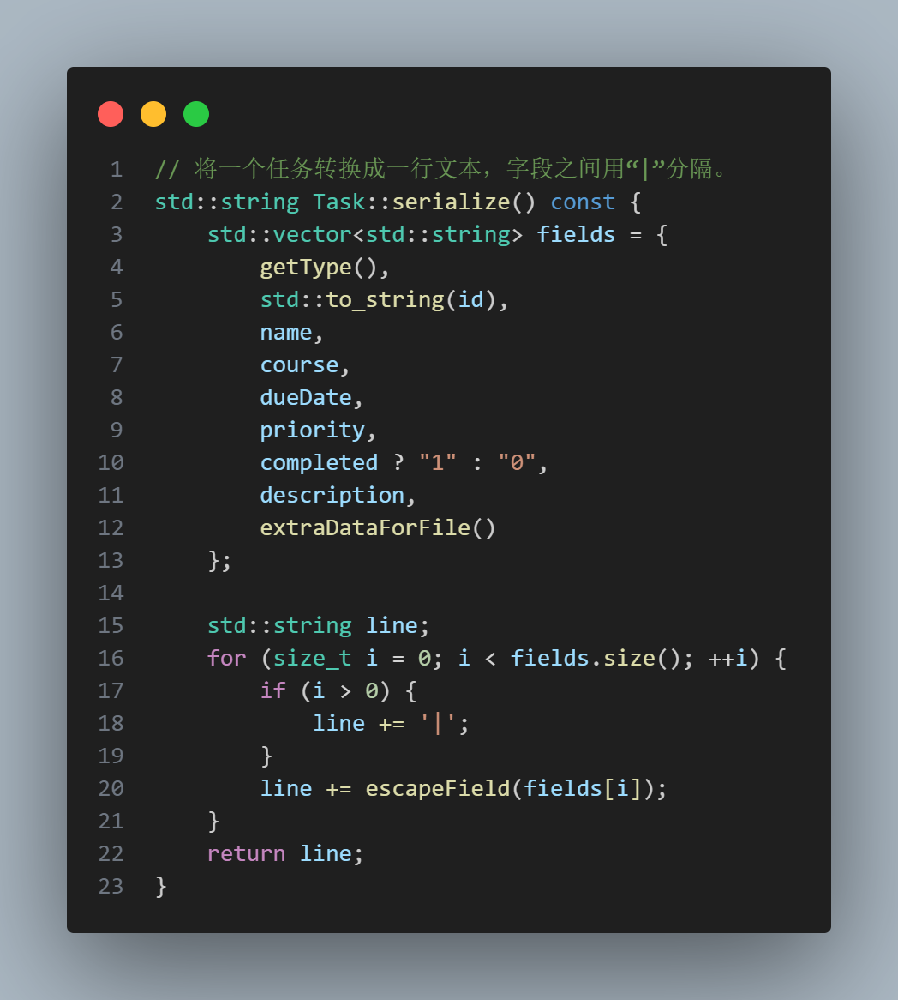 1 // 将一个任务转换成一行文本，字段之间用“|”分隔。
2 std::string Task::serialize() const {
3     std::vector<std::string> fields = {
4         getType(),
5         std::to_string(id),
6         name,
7         course,
8         dueDate,
9         priority,
10         completed ? "1" : "0",
11         description,
12         extraDataForFile()
13     };
14
15     std::string line;
16     for (size_t i = 0; i < fields.size(); ++i) {
17         if (i > 0) {
18             line += '|';
19         }
20         line += escapeField(fields[i]);
21     }
22     return line;
23 }